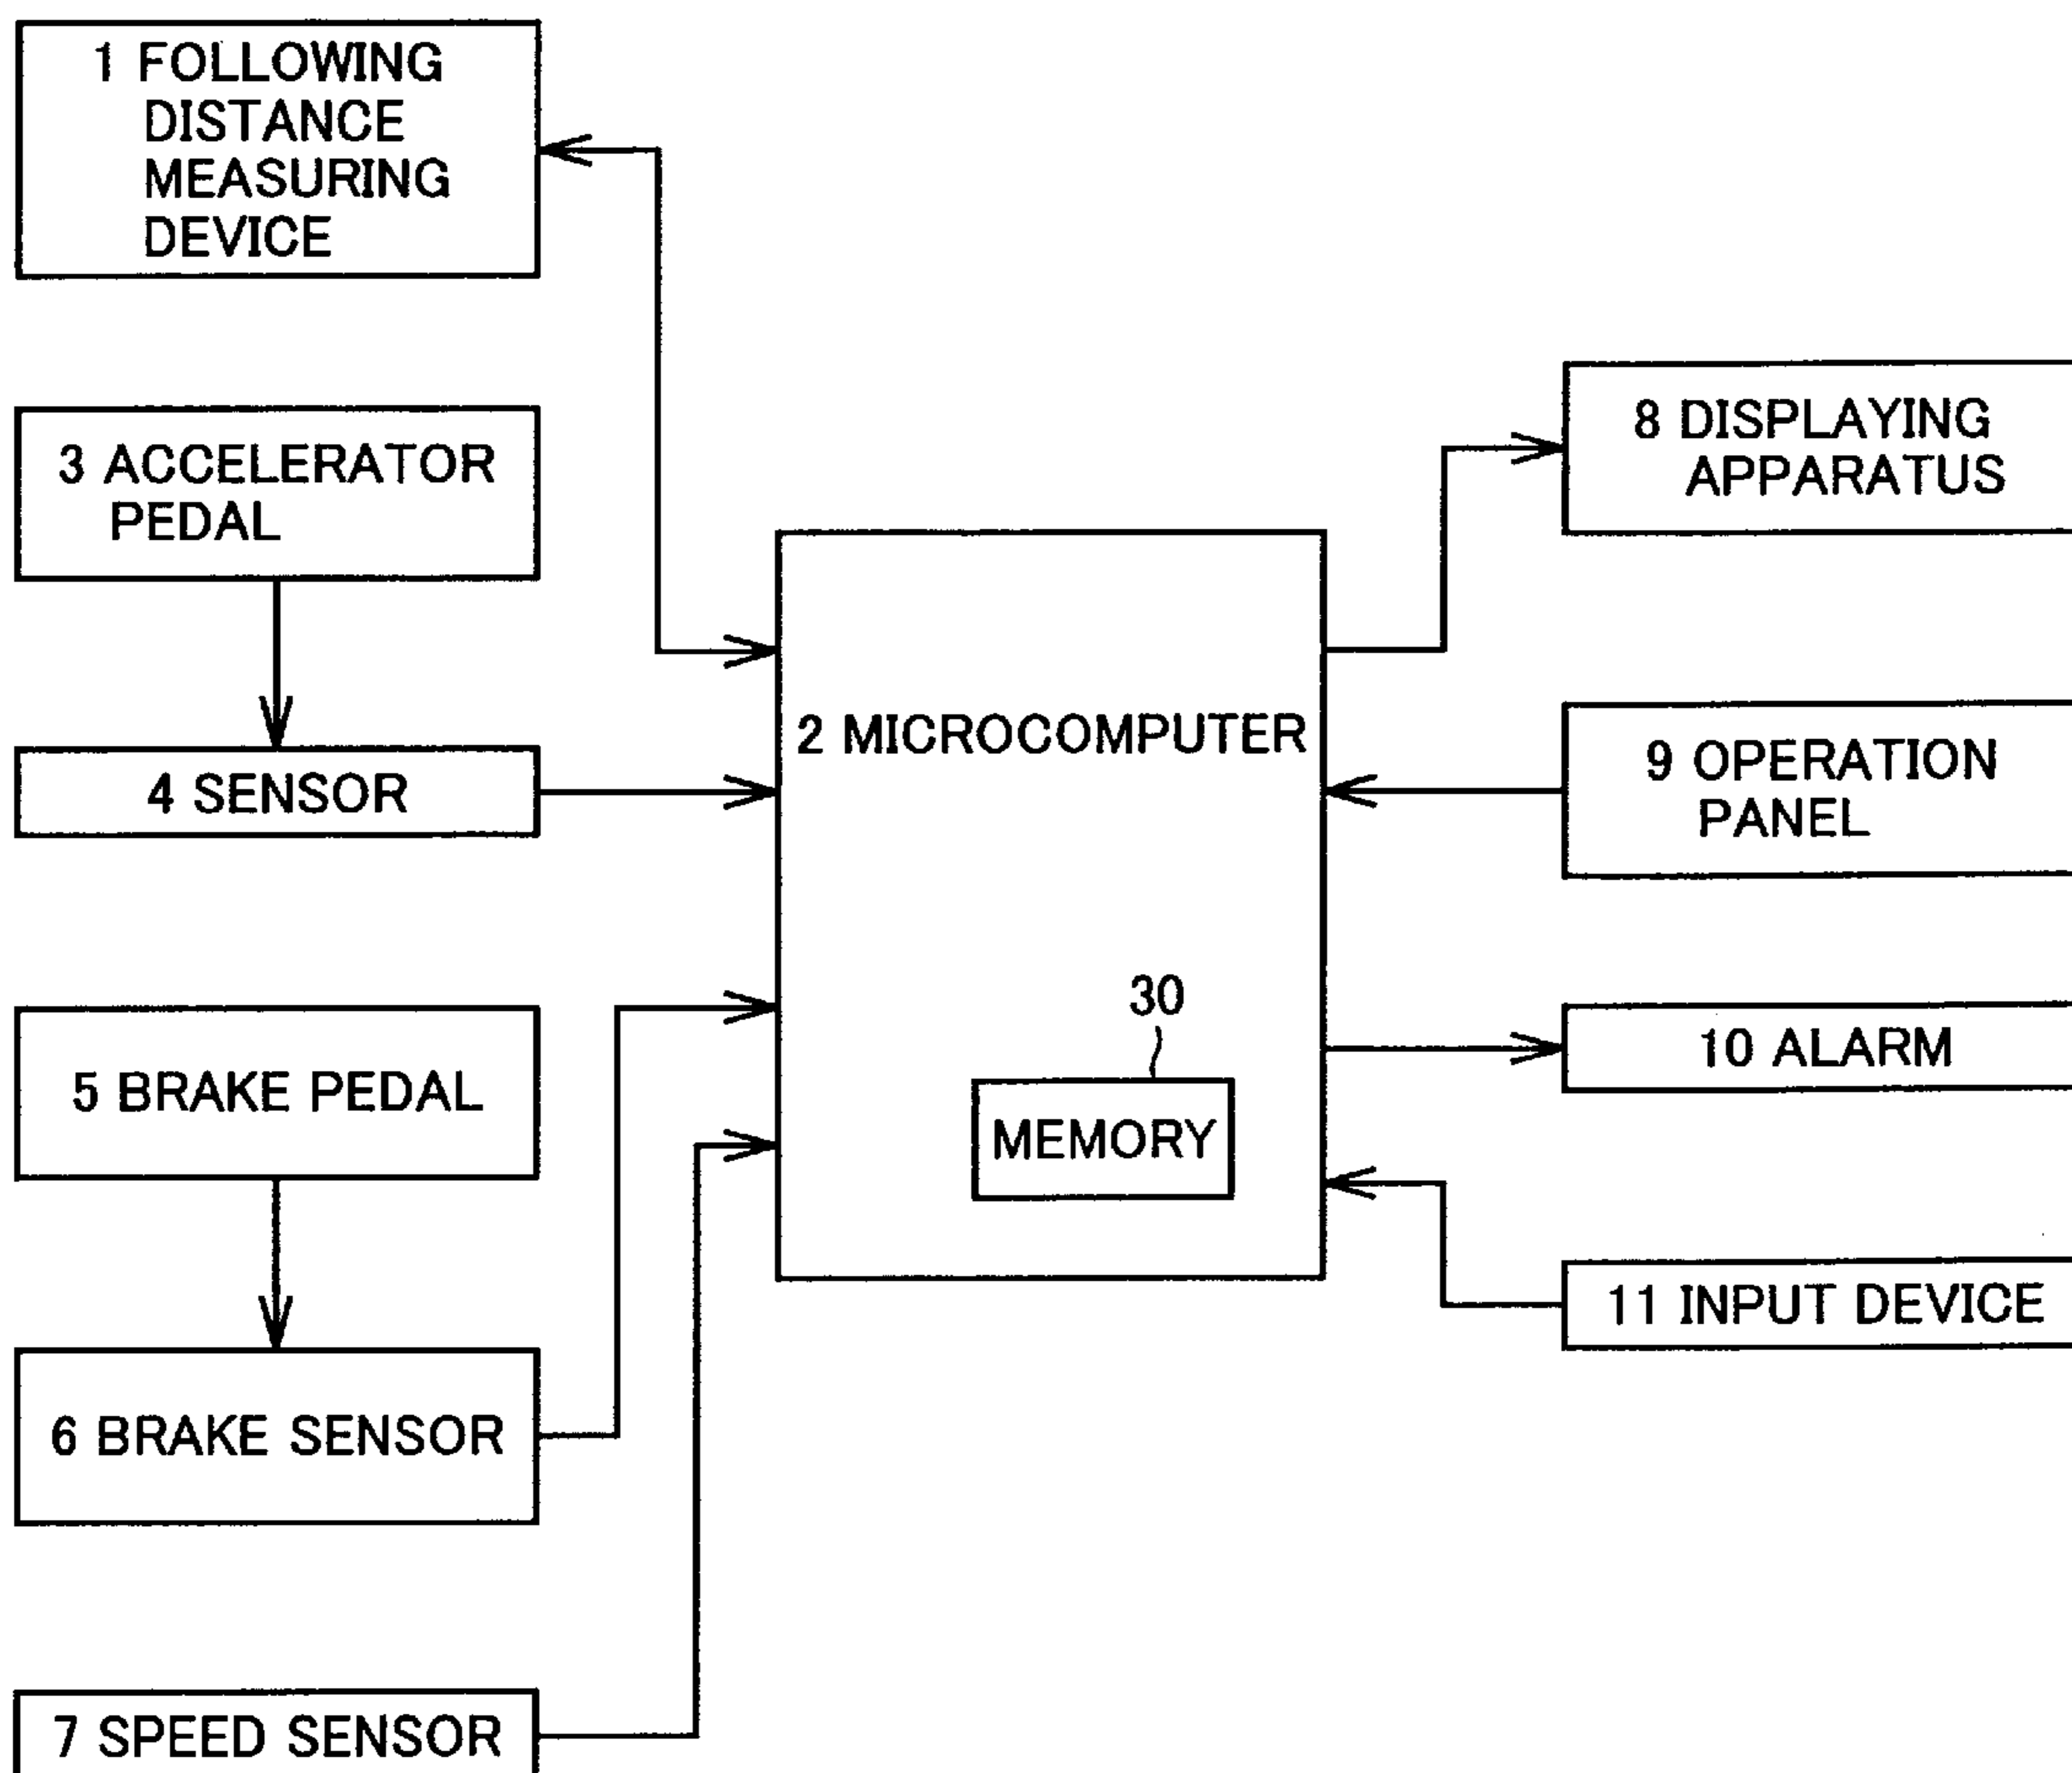 1 FOLLOWING
DISTANCE
MEASURING
DEVICE
3 ACCELERATOR
PEDAL
4 SENSOR
5 BRAKE PEDAL
6 BRAKE SENSOR
7 SPEED SENSOR
2 MICROCOMPUTER
30
MEMORY
8 DISPLAYING
APPARATUS
9 OPERATION
PANEL
10 ALARM
11 INPUT DEVICE